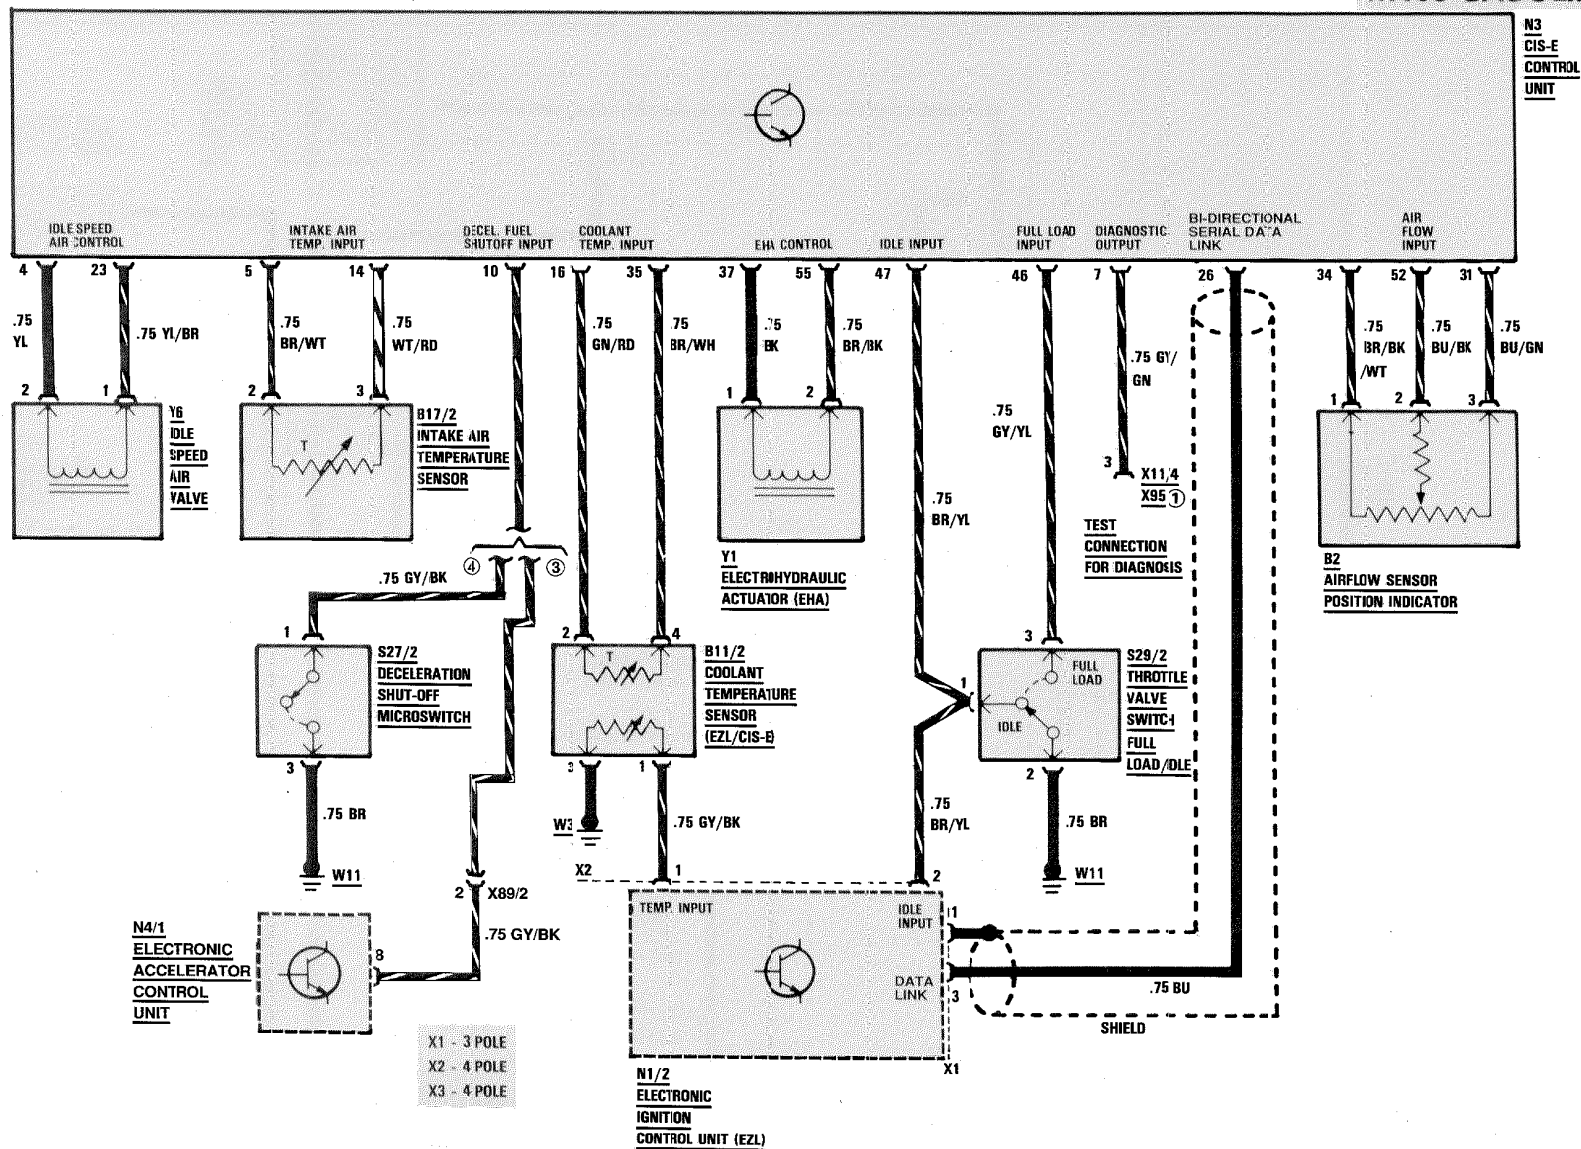 N3
CIS-E
CONTROL
UNIT
IDLE SPEED
AIR CONTROL
INTAKE AIR
TEMP. INPUT
DECEL. FUEL
SHUTOFF INPUT
COOLANT
TEMP. INPUT
EHA CONTROL
IDLE INPUT
FULL LOAD
INPUT
DIAGNOSTIC
OUTPUT
BI-DIRECTIONAL
SERIAL DATA
LINK
AIR
FLOW
INPUT
4 23 5 14 10 16 35 37 55 47 46 7 26 34 52 31
.75
YL
.75 YL/BR
.75
BR/WT
.75
WT/RD
.75
GN/RD
.75
BR/WH
.75
BK
.75
BR/BK
.75 GY/
GN
.75
BR/BK
/WT
.75
BU/BK
.75
BU/GN
2 1 2 3 1 2 1 2 3
Y6
IDLE
SPEED
AIR
VALVE
T
B17/2
INTAKE AIR
TEMPERATURE
SENSOR
.75
GY/YL
3
X11/4
X95 1
.75
BR/YL
TEST
CONNECTION
FOR DIAGNOSIS
Y1
ELECTROHYDRAULIC
ACTUATOR (EHA)
B2
AIRFLOW SENSOR
POSITION INDICATOR
4 3
.75 GY/BK
1
S27/2
DECELERATION
SHUT-OFF
MICROSWITCH
3
.75 BR
W11
2 4
T
B11/2
COOLANT
TEMPERATURE
SENSOR
(EZL/CIS-E)
3 1
W3
.75 GY/BK
3
1
FULL
LOAD
IDLE
S29/2
THROTTLE
VALVE
SWITCH
FULL
LOAD/IDLE
2
.75 BR
W11
.75
BR/YL
X2
1
2
2 X89/2
.75 GY/BK
N4/1
ELECTRONIC
ACCELERATOR
CONTROL
UNIT
8
TEMP. INPUT
IDLE
INPUT
1
DATA
LINK
3
.75 BU
SHIELD
X1
X1 - 3 POLE
X2 - 4 POLE
X3 - 4 POLE
N1/2
ELECTRONIC
IGNITION
CONTROL UNIT (EZL)